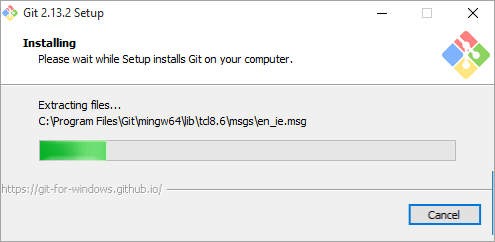 Git 2.13.2 Setup
Installing
Please wait while Setup installs Git on your computer.
Extracting files...
C:\Program Files\Git\mingw64\lib\tcl8.6\msgs\en_ie.msg
https://git-for-windows.github.io/
Cancel